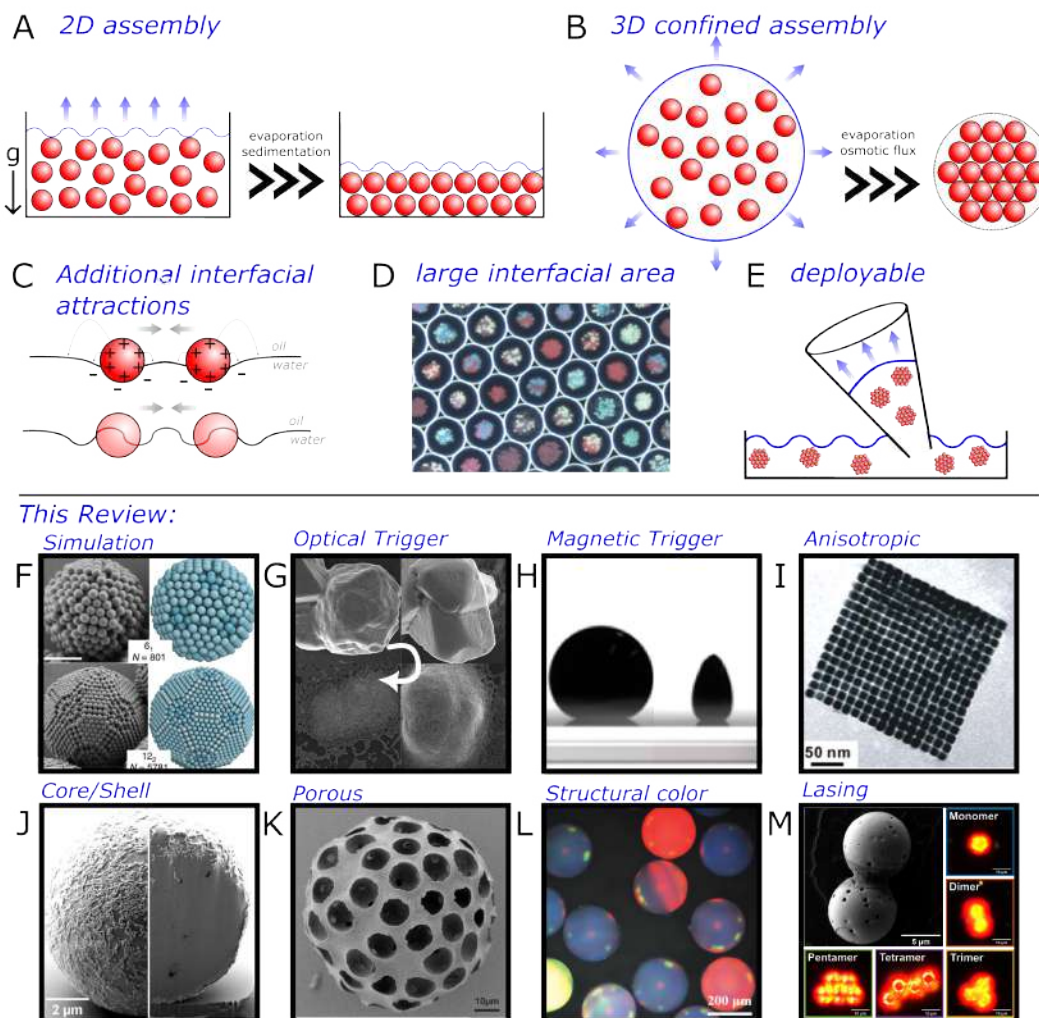 A 2D assembly
evaporation
sedimentation
g
B 3D confined assembly
evaporation
osmotic flux
C Additional interfacial
attractions
oil
water
oil
water
D large interfacial area
E deployable
This Review:
Simulation
F
6₁
N = 801
12₂
N = 5781
Optical Trigger
G
Magnetic Trigger
H
Anisotropic
I
50 nm
Core/Shell
J
2 µm
Porous
K
10µm
Structural color
L
200 µm
Lasing
M
Monomer
Dimer
5 µm
Pentamer
Tetramer
Trimer